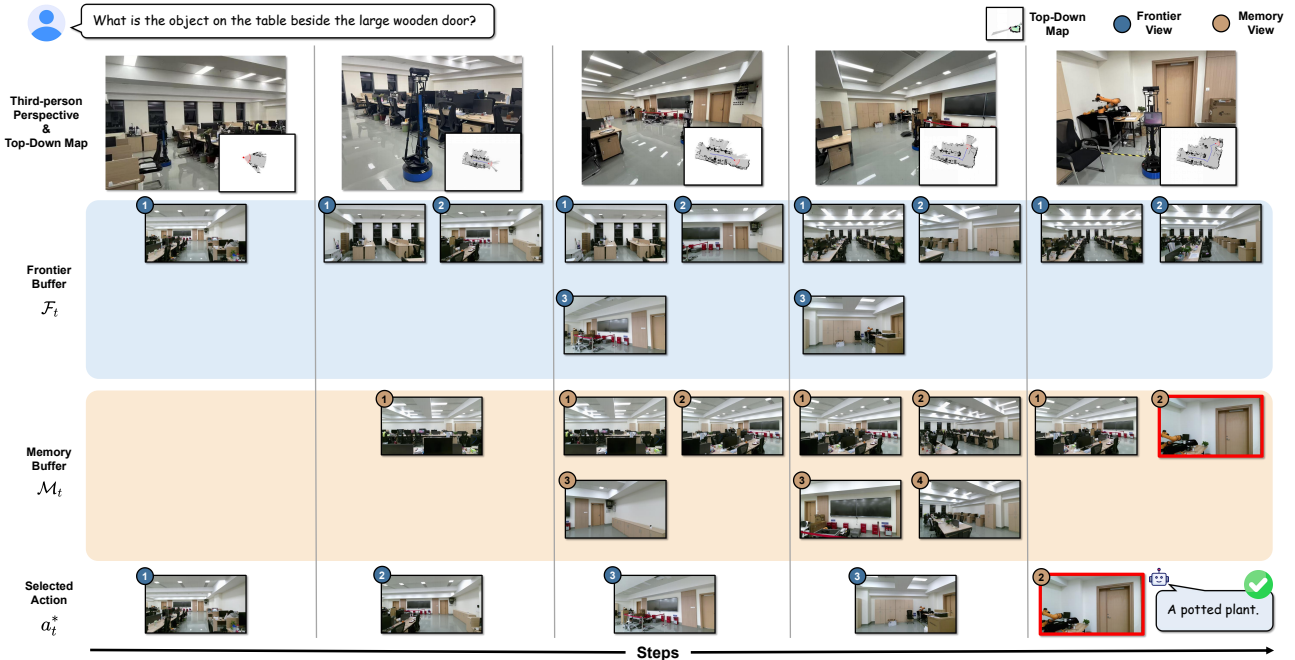 What is the object on the table beside the large wooden door?
Top-Down
Map
Frontier
View
Memory
View
Third-person
Perspective
&
Top-Down Map
Frontier
Buffer
ℱₜ
1
1
2
1
2
3
1
2
3
1
2
Memory
Buffer
ℳₜ
1
1
2
3
1
2
3
4
1
2
Selected
Action
a*ₜ
1
2
3
3
2
A potted plant.
Steps